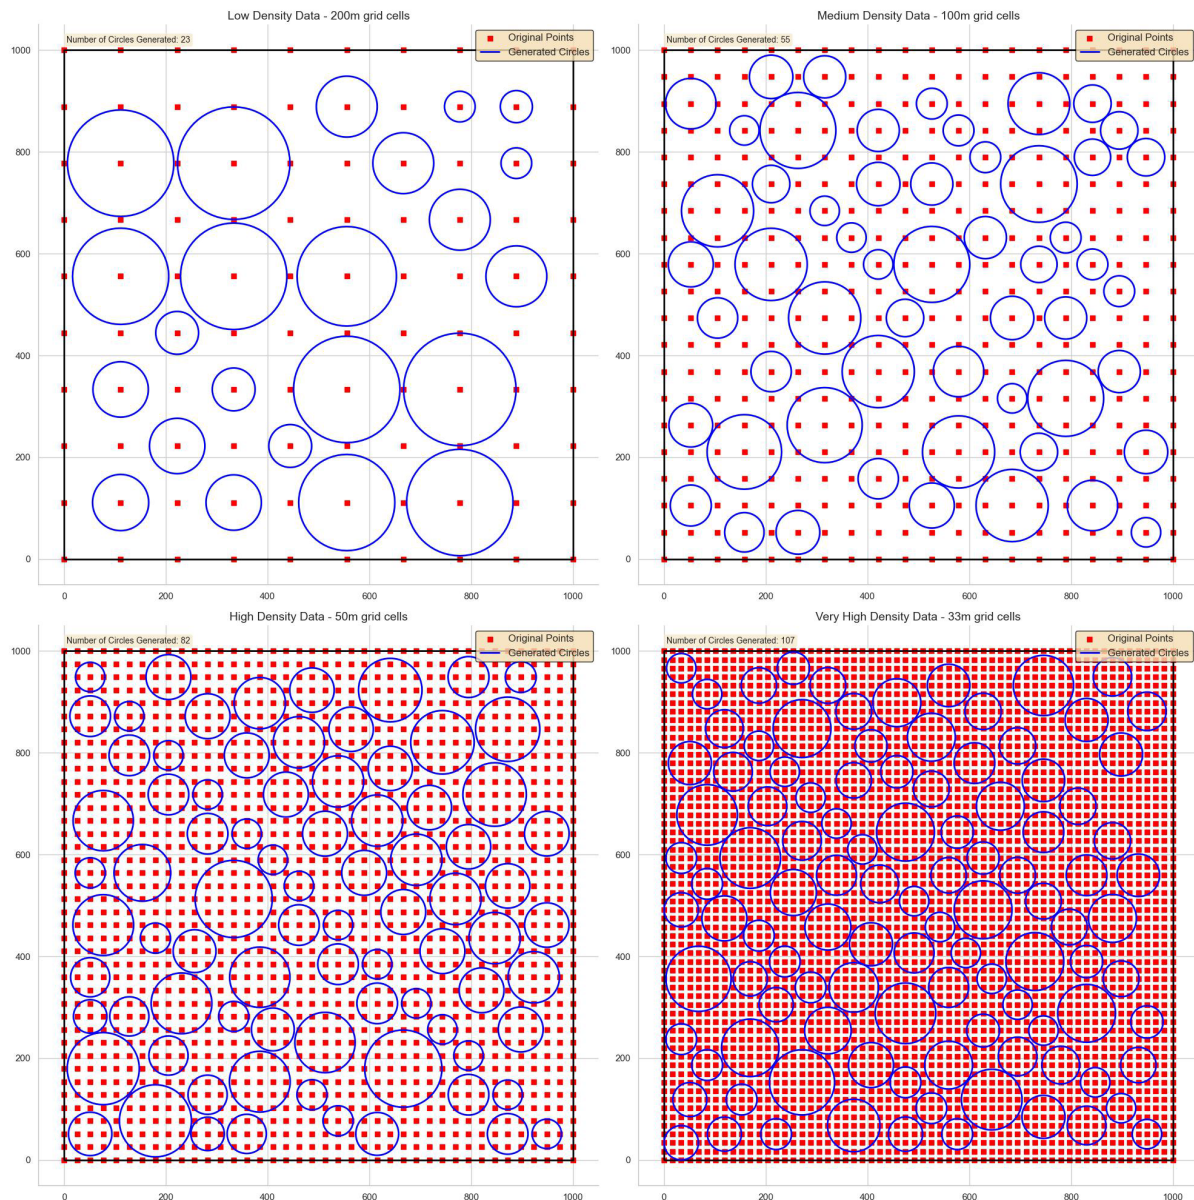 Low Density Data - 200m grid cells
Number of Circles Generated: 23
Original Points
Generated Circles
1000
800
600
400
200
0
0 200 400 600 800 1000
Medium Density Data - 100m grid cells
Number of Circles Generated: 55
Original Points
Generated Circles
1000
800
600
400
200
0
0 200 400 600 800 1000
High Density Data - 50m grid cells
Number of Circles Generated: 82
Original Points
Generated Circles
1000
800
600
400
200
0
0 200 400 600 800 1000
Very High Density Data - 33m grid cells
Number of Circles Generated: 107
Original Points
Generated Circles
1000
800
600
400
200
0
0 200 400 600 800 1000